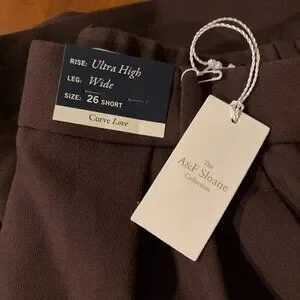 RISE: Ultra High
LEG: Wide
SIZE: 26 SHORT
Curve Love
The
A&F Sloane
Collection